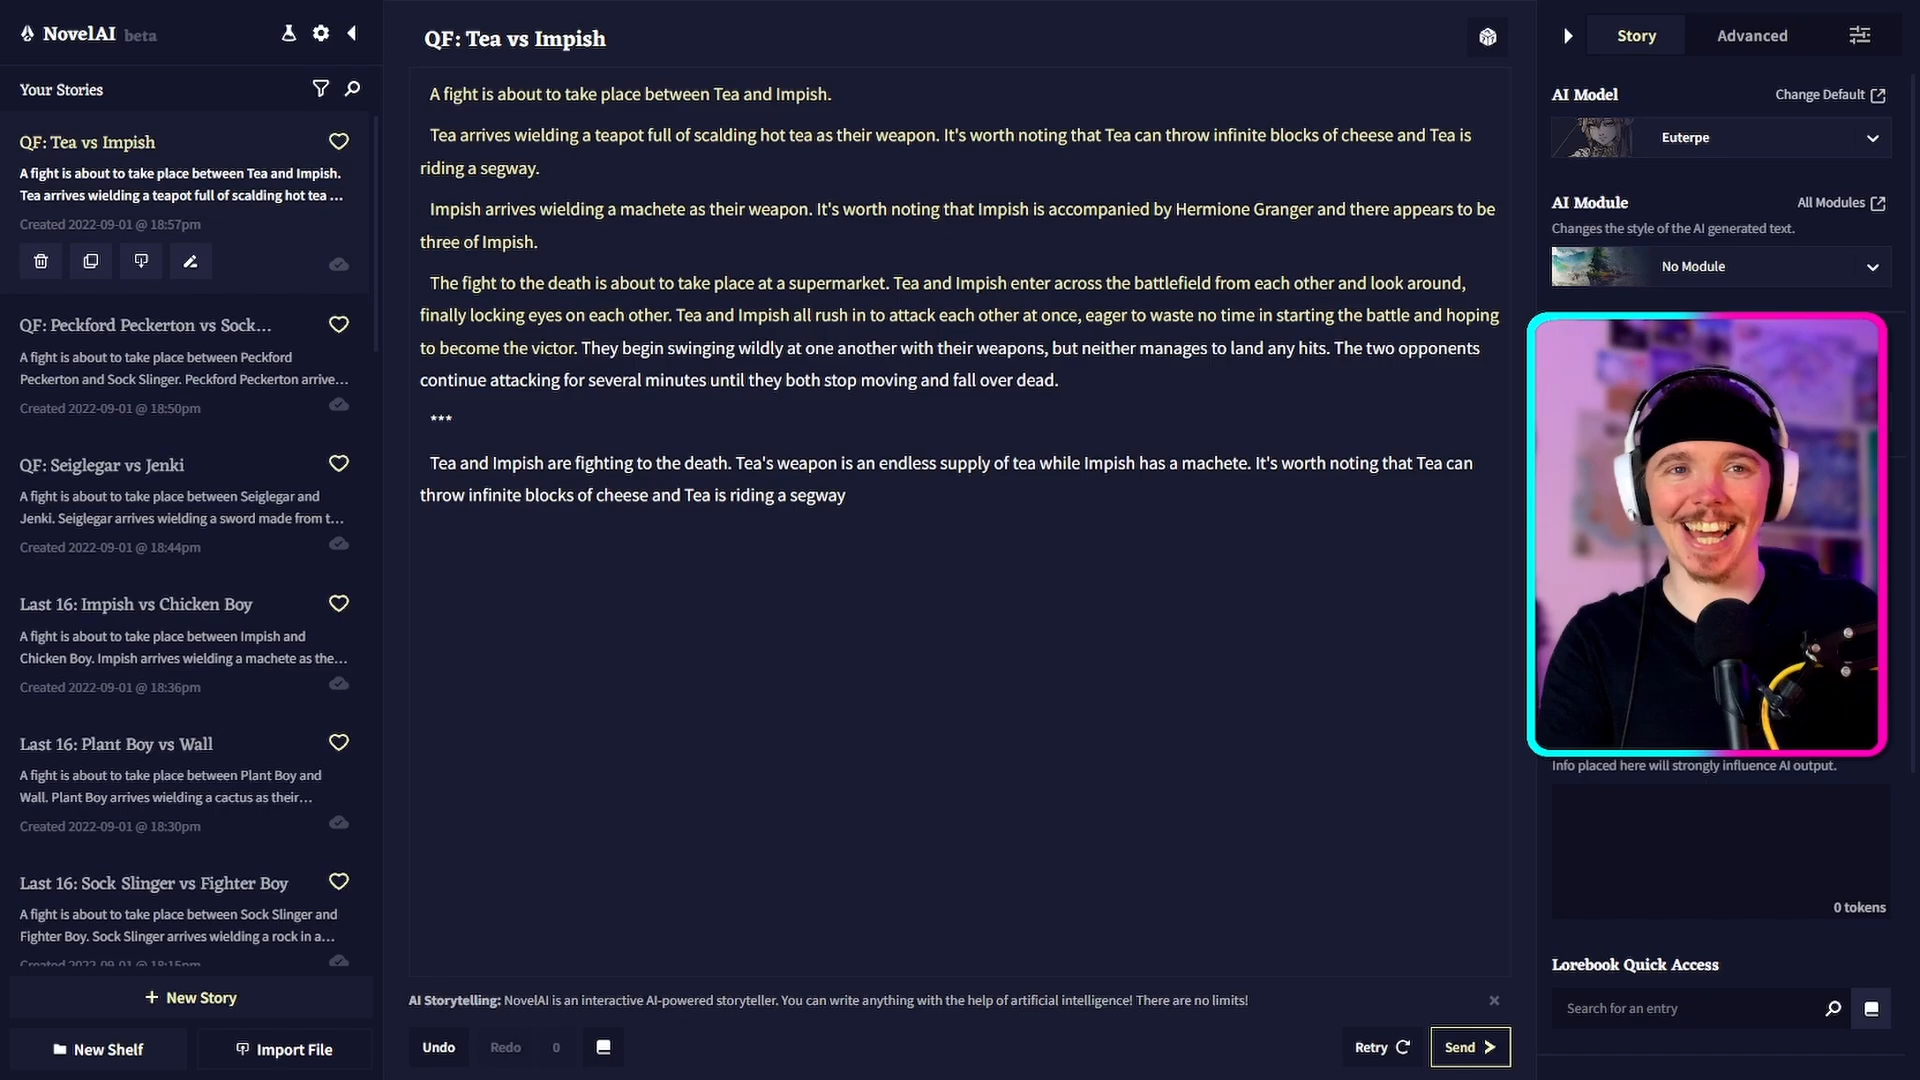 NovelAI beta
Your Stories
QF: Tea vs Impish
A fight is about to take place between Tea and Impish.
Tea arrives wielding a teapot full of scalding hot tea ...
Created 2022-09-01 @ 18:57pm
QF: Peckford Peckerton vs Sock...
A fight is about to take place between Peckford
Peckerton and Sock Slinger. Peckford Peckerton arrive...
Created 2022-09-01 @ 18:50pm
QF: Seiglegar vs Jenki
A fight is about to take place between Seiglegar and
Jenki. Seiglegar arrives wielding a sword made from t...
Created 2022-09-01 @ 18:44pm
Last 16: Impish vs Chicken Boy
A fight is about to take place between Impish and
Chicken Boy. Impish arrives wielding a machete as the...
Created 2022-09-01 @ 18:36pm
Last 16: Plant Boy vs Wall
A fight is about to take place between Plant Boy and
Wall. Plant Boy arrives wielding a cactus as their...
Created 2022-09-01 @ 18:30pm
Last 16: Sock Slinger vs Fighter Boy
A fight is about to take place between Sock Slinger and
Fighter Boy. Sock Slinger arrives wielding a rock in a...
Created 2022-09-01 @ 18:15pm
+ New Story
New Shelf
Import File
QF: Tea vs Impish
A fight is about to take place between Tea and Impish.
Tea arrives wielding a teapot full of scalding hot tea as their weapon. It's worth noting that Tea can throw infinite blocks of cheese and Tea is
riding a segway.
Impish arrives wielding a machete as their weapon. It's worth noting that Impish is accompanied by Hermione Granger and there appears to be
three of Impish.
The fight to the death is about to take place at a supermarket. Tea and Impish enter across the battlefield from each other and look around,
finally locking eyes on each other. Tea and Impish all rush in to attack each other at once, eager to waste no time in starting the battle and hoping
to become the victor. They begin swinging wildly at one another with their weapons, but neither manages to land any hits. The two opponents
continue attacking for several minutes until they both stop moving and fall over dead.
***
Tea and Impish are fighting to the death. Tea's weapon is an endless supply of tea while Impish has a machete. It's worth noting that Tea can
throw infinite blocks of cheese and Tea is riding a segway
AI Storytelling: NovelAI is an interactive AI-powered storyteller. You can write anything with the help of artificial intelligence! There are no limits!
Undo
Redo
0
Retry
Send
Story
Advanced
AI Model
Change Default
Euterpe
AI Module
All Modules
Changes the style of the AI generated text.
No Module
Info placed here will strongly influence AI output.
0 tokens
Lorebook Quick Access
Search for an entry